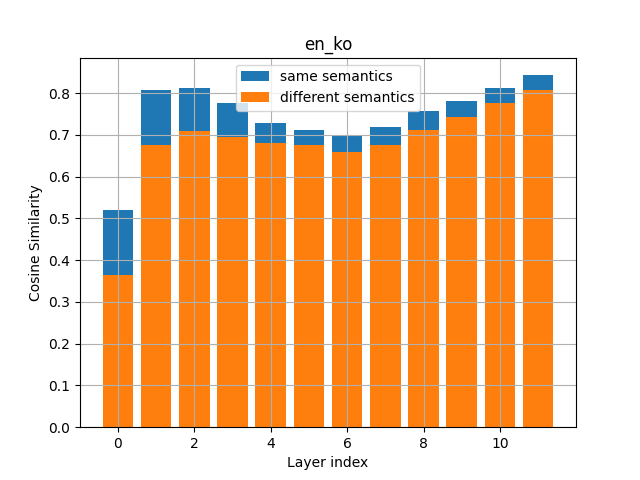 en_ko
same semantics
different semantics
Cosine Similarity
0.8
0.7
0.6
0.5
0.4
0.3
0.2
0.1
0.0
0 2 4 6 8 10
Layer index